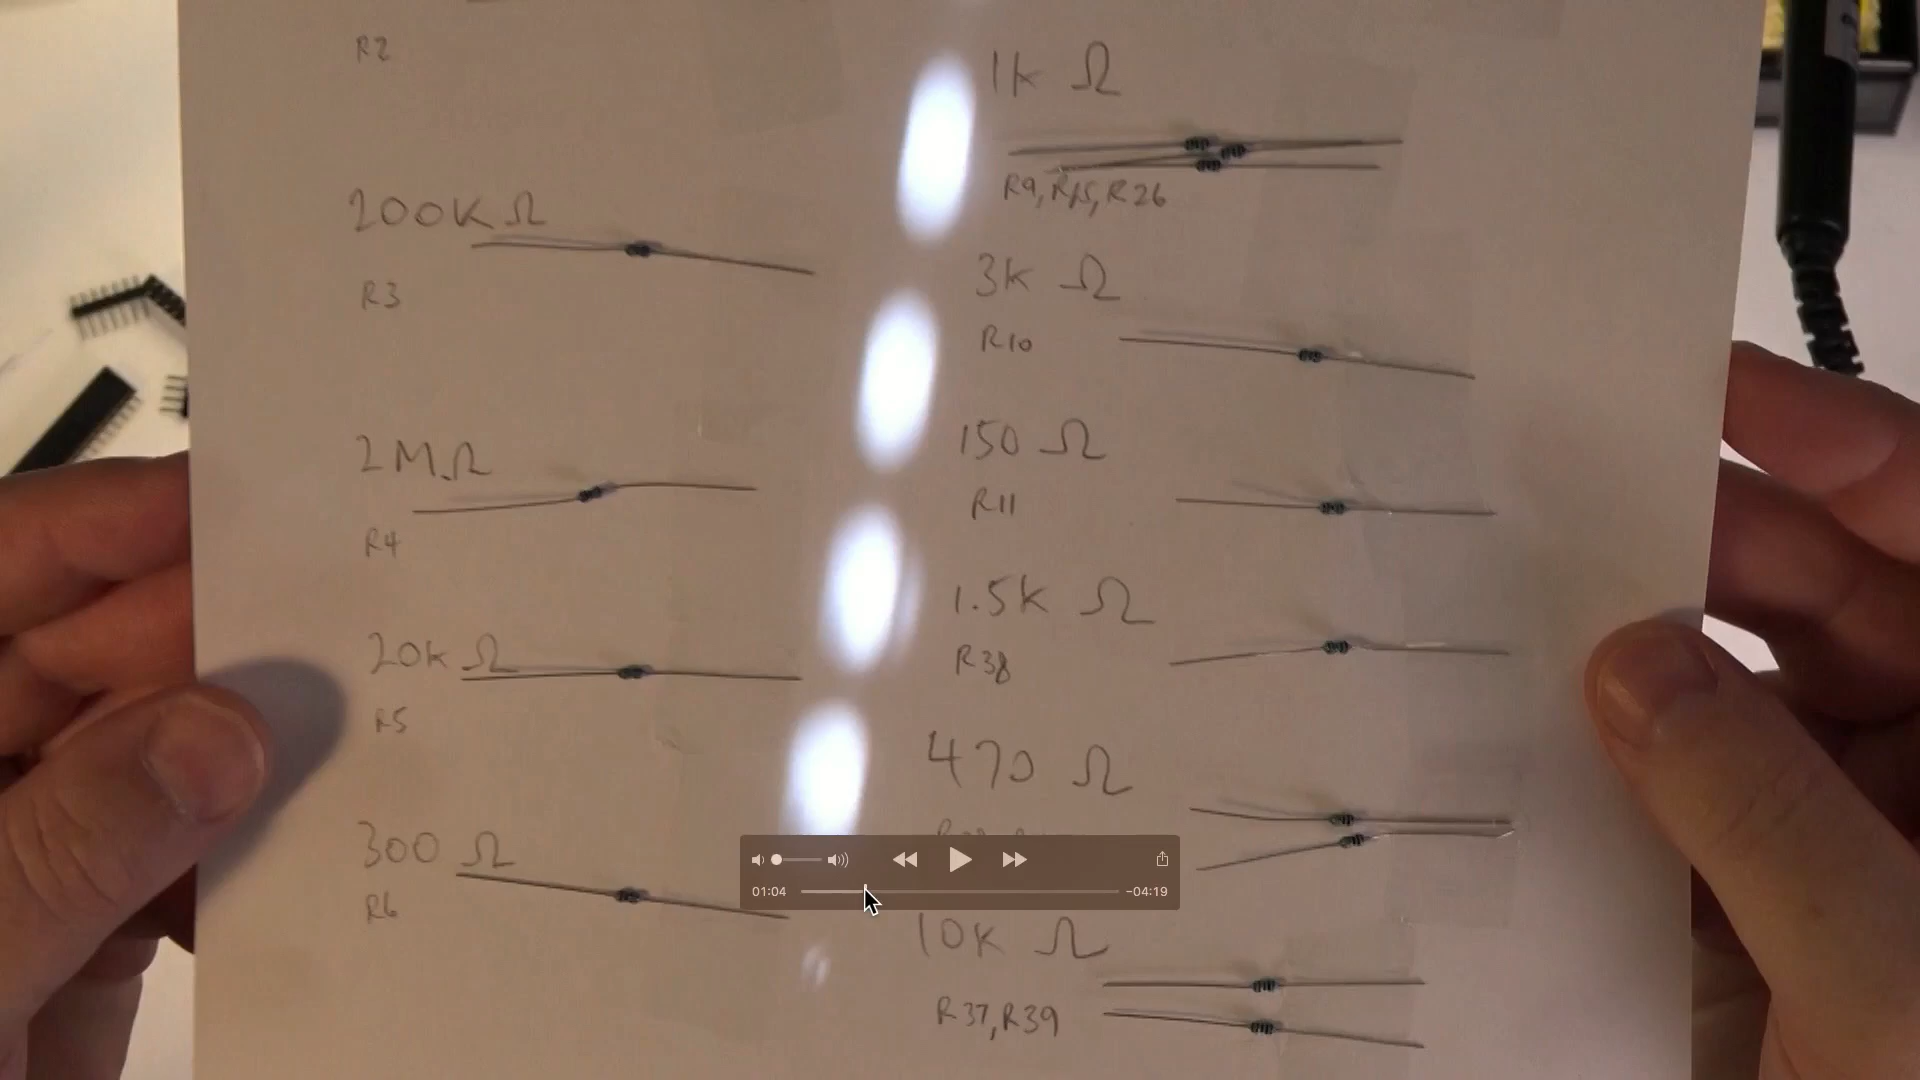 R2
200K Ω
R3
2MΩ
R4
20K Ω
R5
300 Ω
R6
1K Ω
R9, R15, R26
3K Ω
R10
150 Ω
R11
1.5K Ω
R38
470 Ω
10K Ω
R37, R39
01:04
-04:19